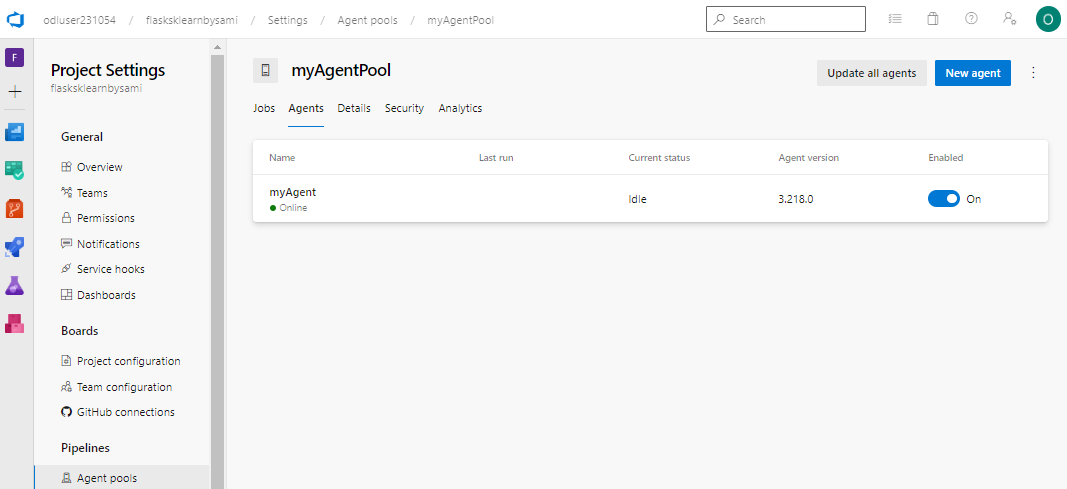 odluser231054 / flasksklearnbysami / Settings / Agent pools / myAgentPool
Search
O
F
Project Settings
flasksklearnbysami
General
Overview
Teams
Permissions
Notifications
Service hooks
Dashboards
Boards
Project configuration
Team configuration
GitHub connections
Pipelines
Agent pools
myAgentPool
Update all agents
New agent
Jobs Agents Details Security Analytics
Name Last run Current status Agent version Enabled
myAgent Idle 3.218.0 On
Online